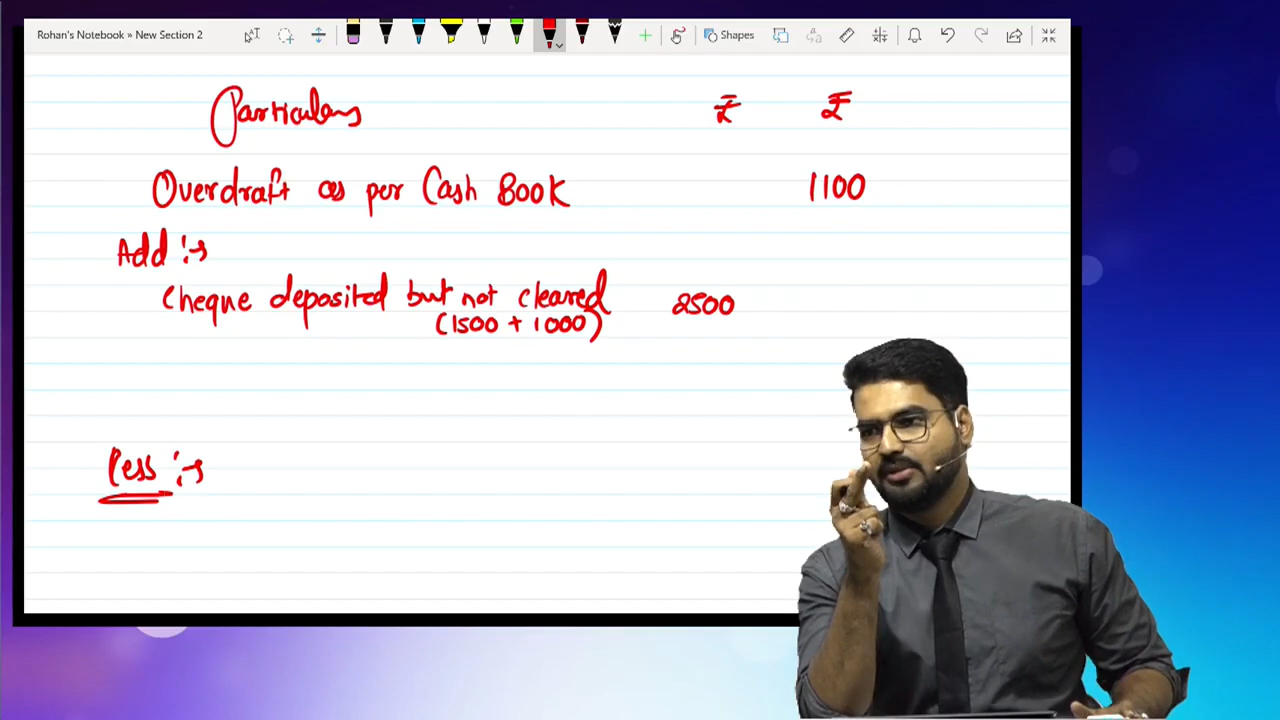 Rohan's Notebook » New Section 2
Shapes
Particulars ₹ ₹
Overdraft as per Cash Book 1100
Add :-
Cheque deposited but not cleared 2500
(1500 + 1000)
Less :-